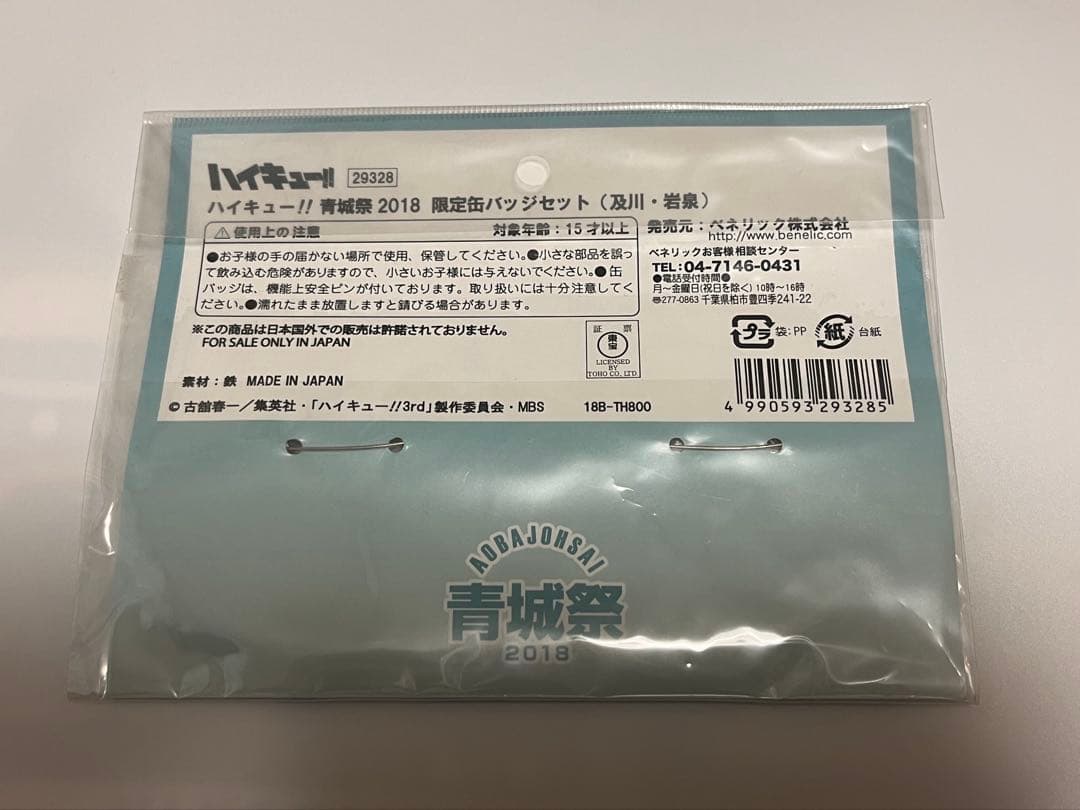 ハイキュー!! 29328
ハイキュー!! 青城祭 2018 限定缶バッジセット（及川・岩泉）
⚠使用上の注意 対象年齢：15才以上
●お子様の手の届かない場所で使用、保管してください。●小さな部品を誤っ
て飲み込む危険がありますので、小さいお子様には与えないでください。●缶
バッジは、機能上安全ピンが付いております。取り扱いには十分注意してく
ださい。●濡れたまま放置しますと錆びる場合があります。
※この商品は日本国外での販売は許諾されておりません。
FOR SALE ONLY IN JAPAN
素材：鉄 MADE IN JAPAN
©古舘春一／集英社・「ハイキュー!!3rd」製作委員会・MBS 18B-TH800
発売元：ベネリック株式会社
http://www.benelic.com
ベネリックお客様相談センター
TEL：04-7146-0431
●電話受付時間●
月〜金曜日(祝日を除く) 10時〜16時
〠277-0863 千葉県柏市豊四季241-22
証票
東宝
LICENSED
BY
TOHO CO., LTD.
プラ 袋：PP 紙 台紙
4 990593 293285
AOBAJOHSAI
青城祭
2018